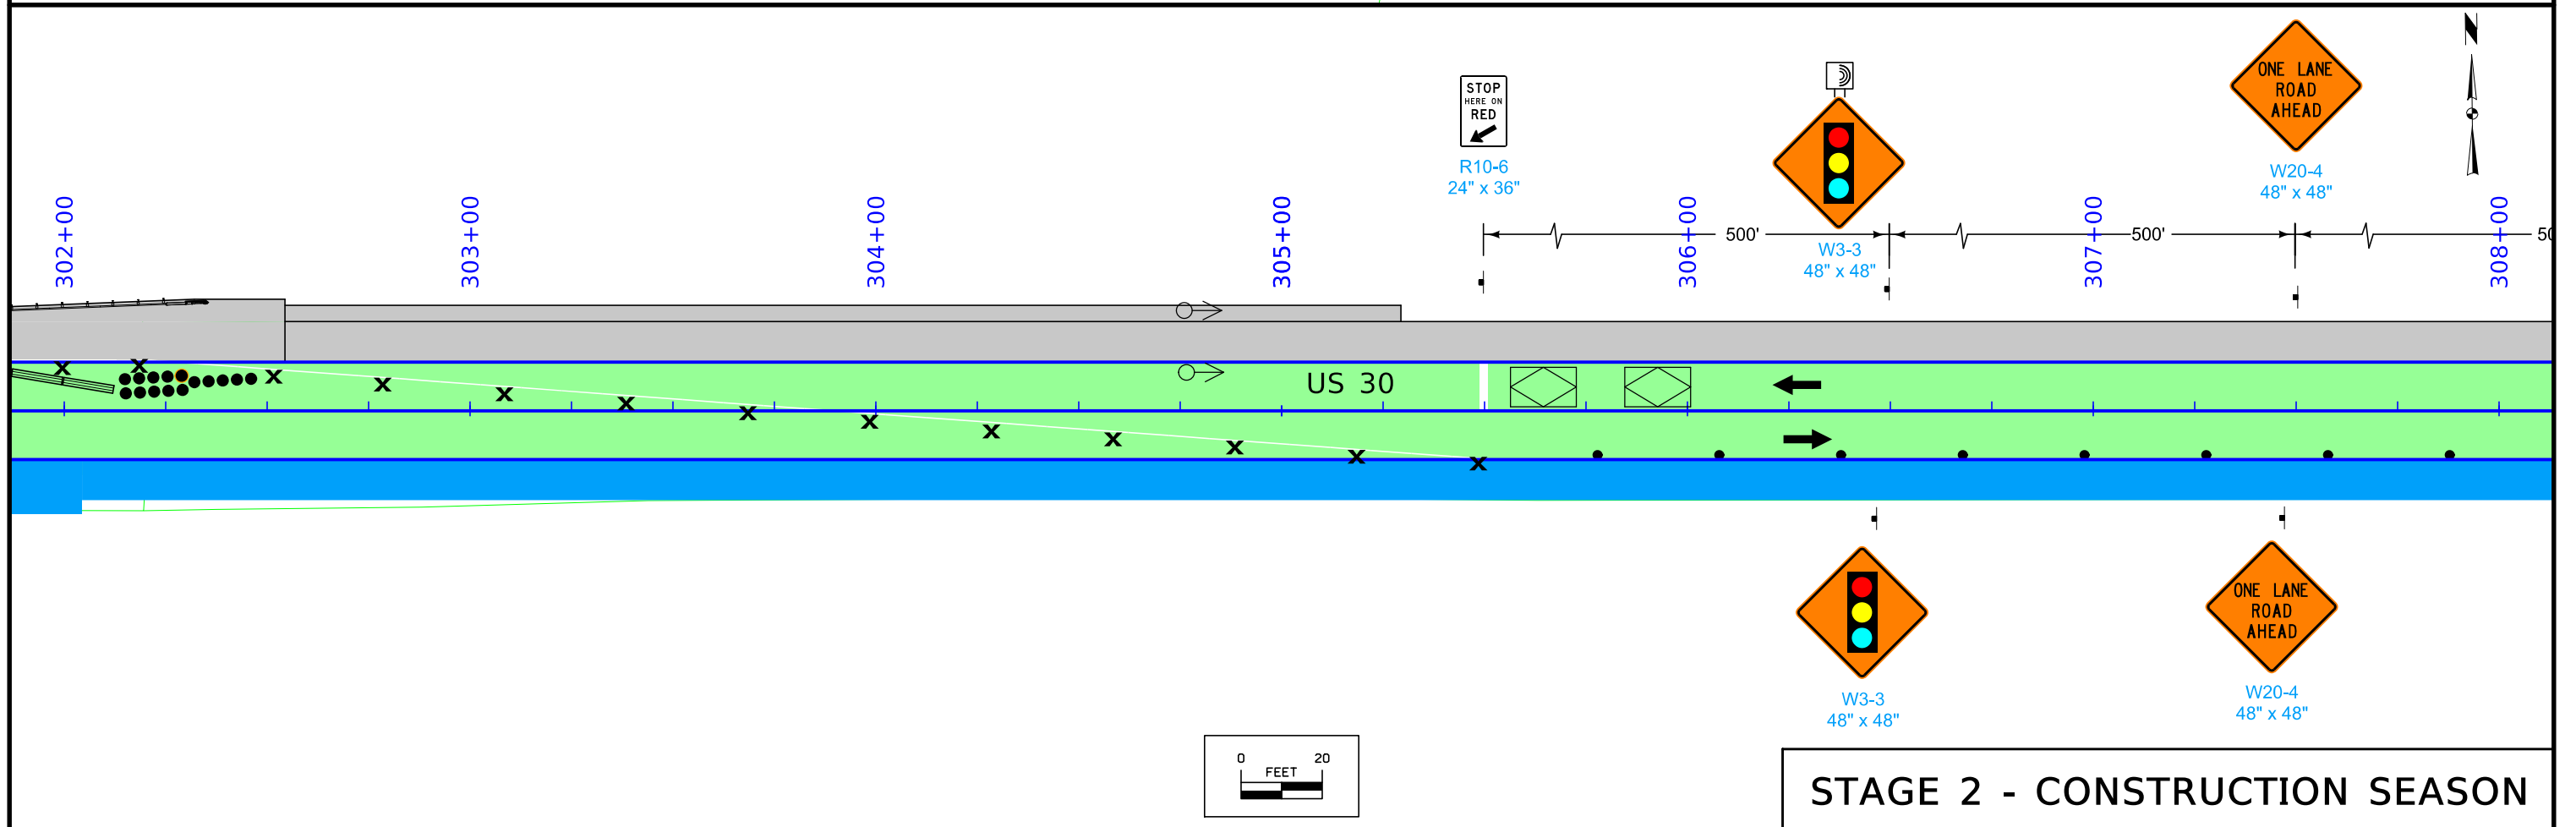 STOP
HERE ON
RED
R10-6
24" x 36"
W3-3
48" x 48"
ONE LANE
ROAD
AHEAD
W20-4
48" x 48"
N
302+00
303+00
304+00
305+00
306+00
307+00
308+00
500'
500'
50
US 30
W3-3
48" x 48"
ONE LANE
ROAD
AHEAD
W20-4
48" x 48"
0 20
FEET
STAGE 2 - CONSTRUCTION SEASON